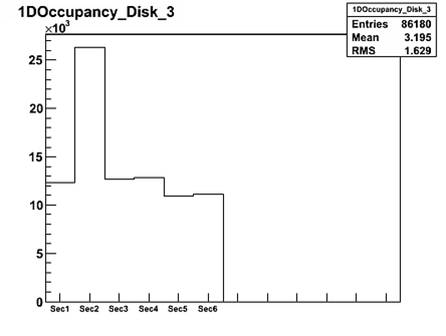 1DOccupancy_Disk_3
×10³
1DOccupancy_Disk_3
Entries 86180
Mean 3.195
RMS 1.629
25
20
15
10
5
0
Sec1 Sec2 Sec3 Sec4 Sec5 Sec6